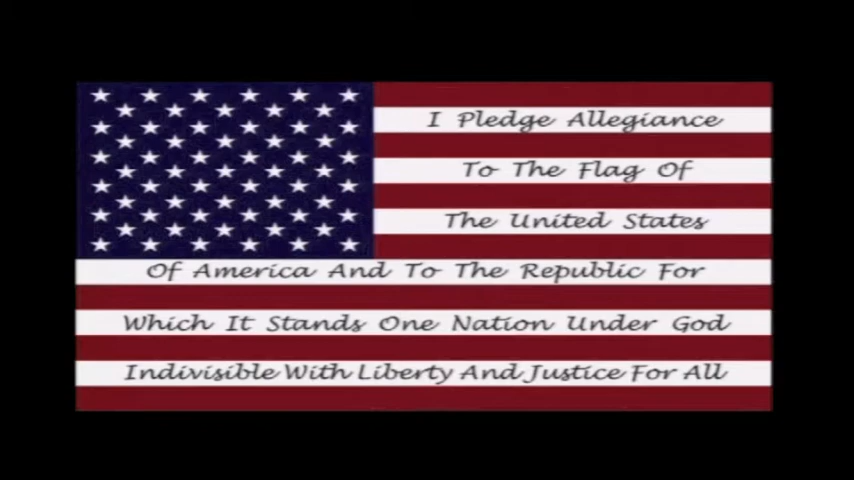 I Pledge Allegiance
To The Flag Of
The United States
Of America And To The Republic For
Which It Stands One Nation Under God
Indivisible With Liberty And Justice For All